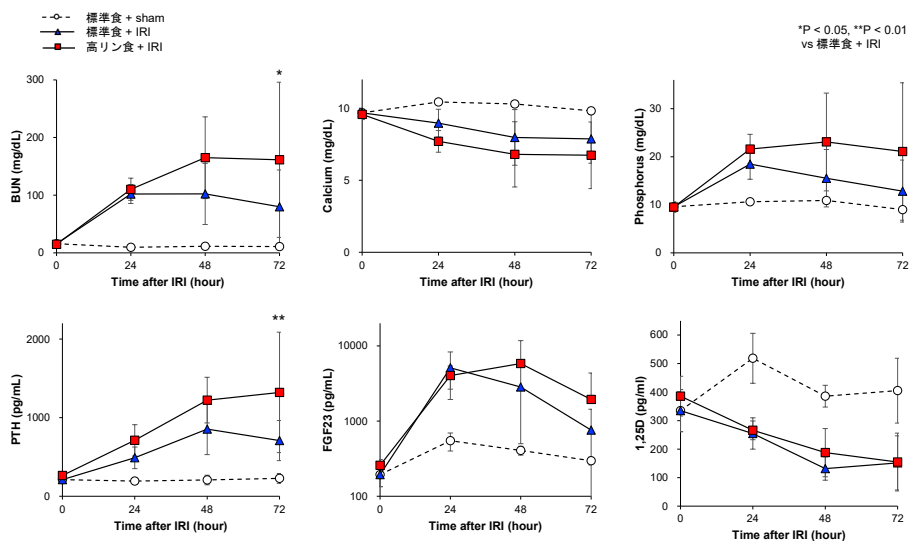 標準食 + sham
標準食 + IRI
高リン食 + IRI
*P < 0.05, **P < 0.01
vs 標準食 + IRI
BUN (mg/dL)
300
200
100
0
*
0 24 48 72
Time after IRI (hour)
Calcium (mg/dL)
10
5
0
0 24 48 72
Time after IRI (hour)
Phosphorus (mg/dL)
30
20
10
0
0 24 48 72
Time after IRI (hour)
PTH (pg/mL)
2000
1000
0
**
0 24 48 72
Time after IRI (hour)
FGF23 (pg/mL)
10000
1000
100
0 24 48 72
Time after IRI (hour)
1,25D (pg/ml)
600
500
400
300
200
100
0
0 24 48 72
Time after IRI (hour)